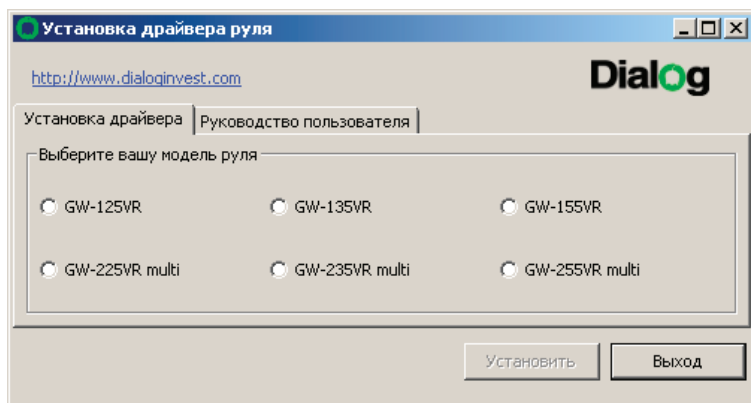 Установка драйвера руля
http://www.dialoginvest.com
Dialog
Установка драйвера Руководство пользователя
Выберите вашу модель руля
GW-125VR GW-135VR GW-155VR
GW-225VR multi GW-235VR multi GW-255VR multi
Установить Выход